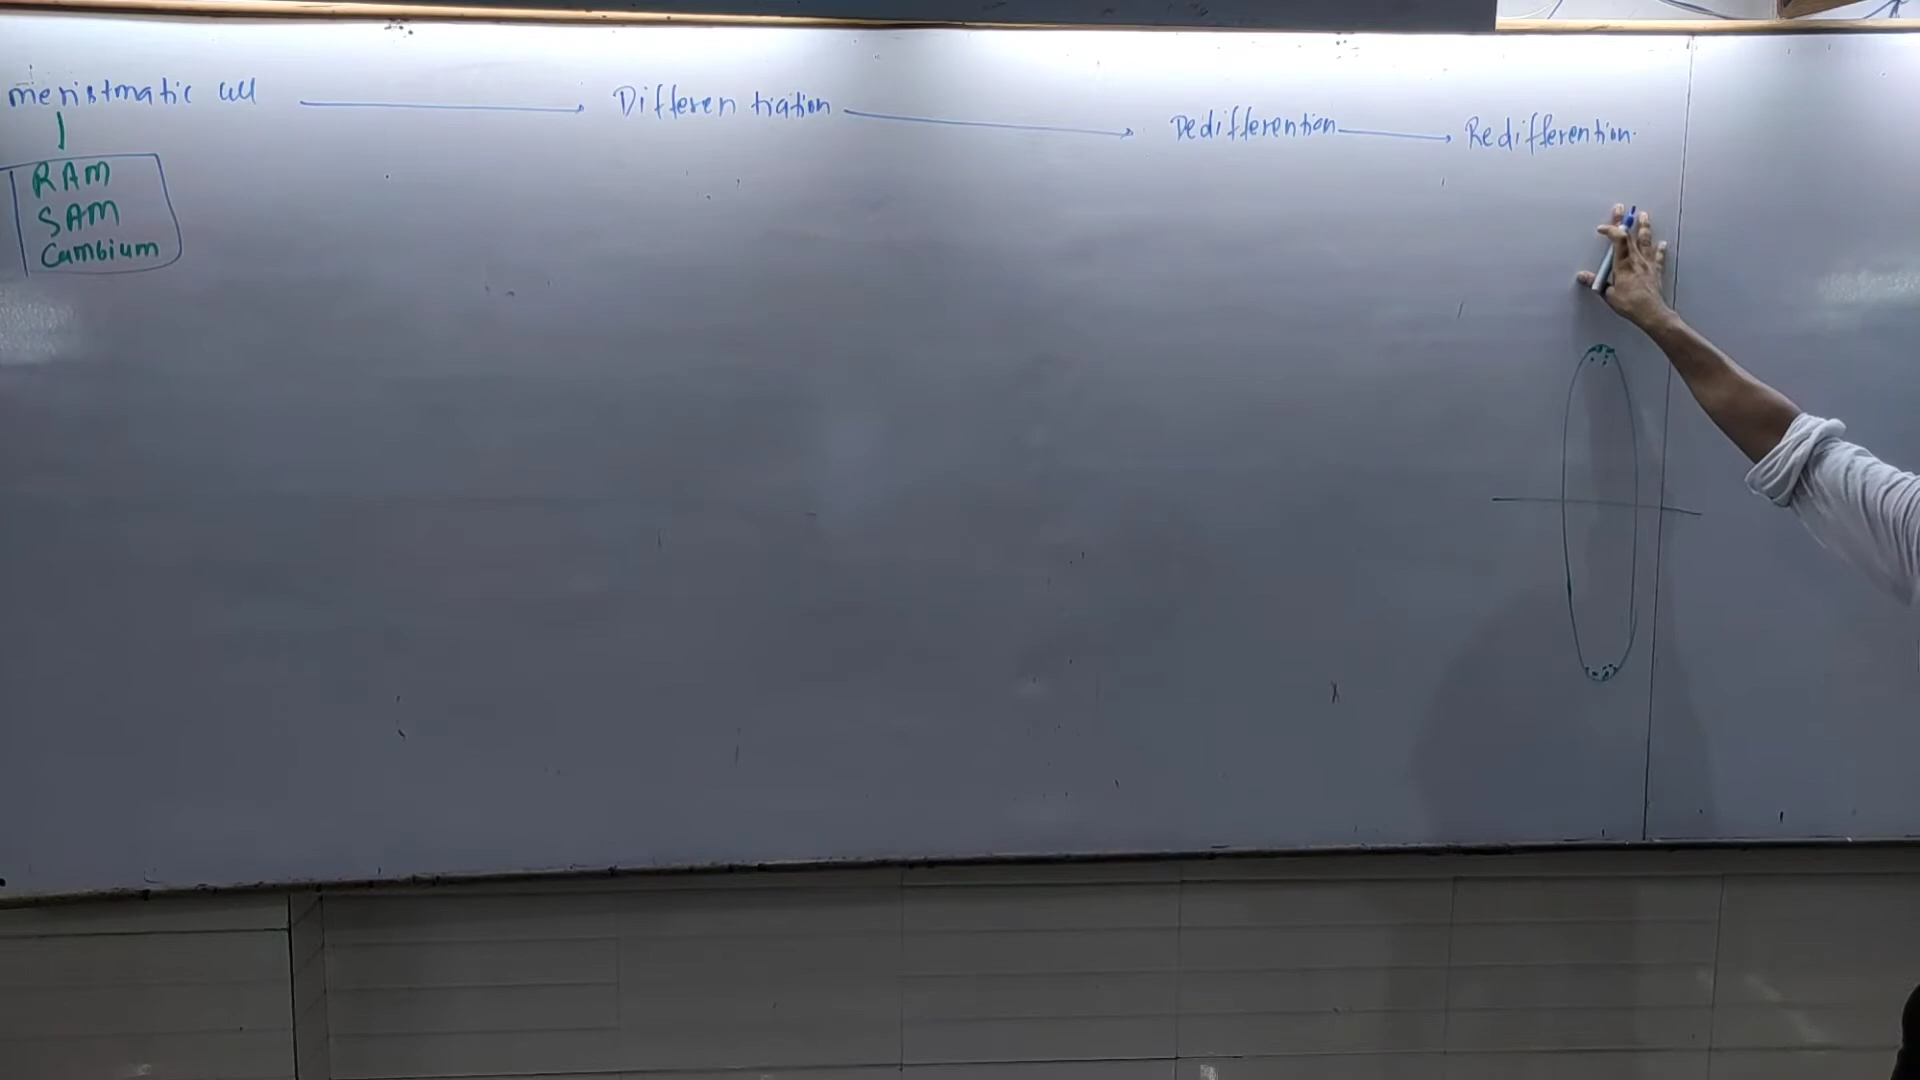 meristmatic cell → Differentiation → Dedifferention → Redifferention.
RAM
SAM
Cambium